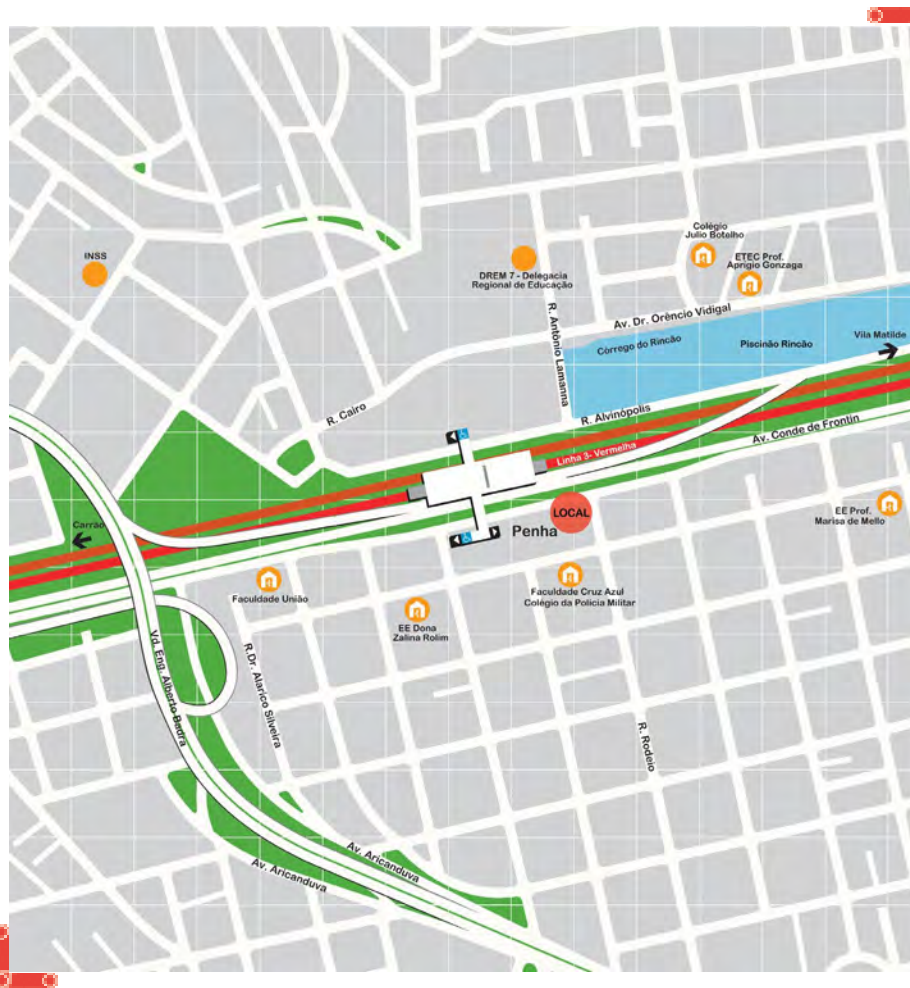 Colégio
Julio Botelho
INSS
ETEC Prof.
Aprigio Gonzaga
DREM 7 - Delegacia
Regional de Educação
R. Antônio Lamanna
Av. Dr. Orêncio Vidigal
Córrego do Rincão
Piscinão Rincão
Vila Matilde
R. Cairo
R. Alvinópolis
Av. Conde de Frontin
Linha 3- Vermelha
LOCAL
EE Prof.
Marisa de Mello
Carrão
Penha
Faculdade União
Faculdade Cruz Azul
Colégio da Polícia Militar
EE Dona
Zalina Rolim
Vd. Eng. Alberto Badra
R.Dr. Alarico Silveira
R. Rodeio
Av. Aricanduva
Av. Aricanduva